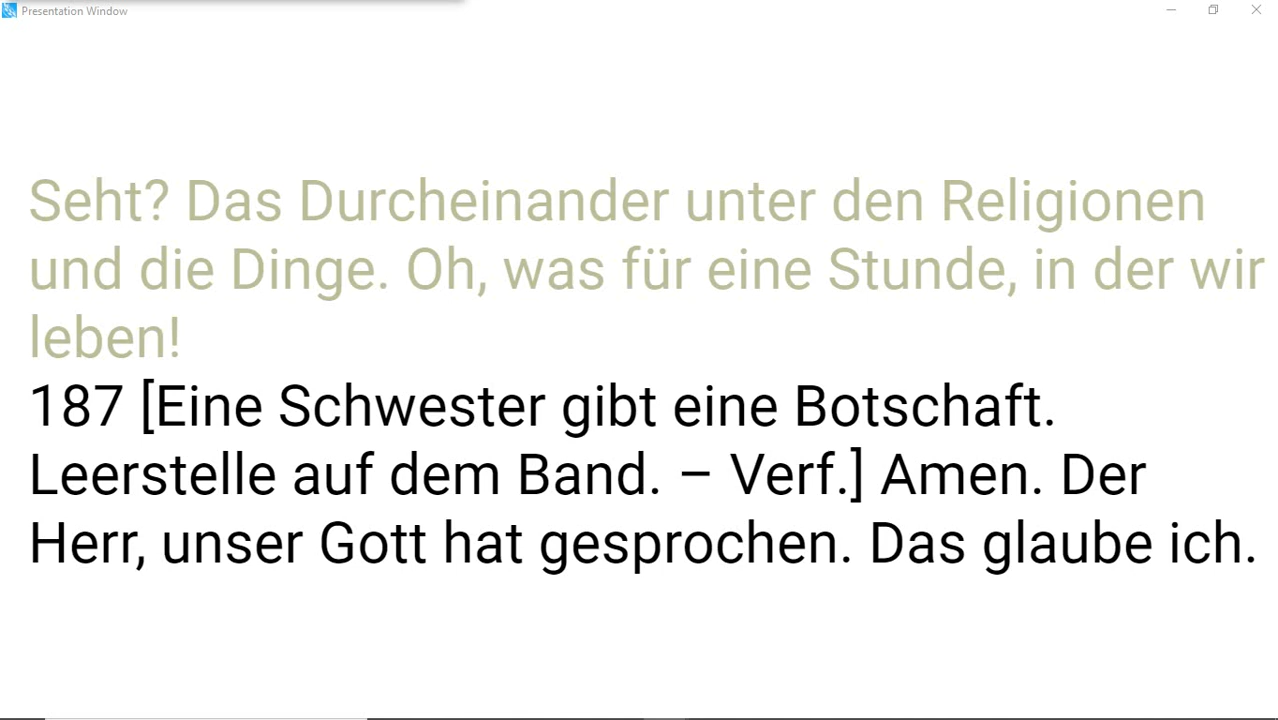 Presentation Window
Seht? Das Durcheinander unter den Religionen
und die Dinge. Oh, was für eine Stunde, in der wir
leben!
187 [Eine Schwester gibt eine Botschaft.
Leerstelle auf dem Band. – Verf.] Amen. Der
Herr, unser Gott hat gesprochen. Das glaube ich.